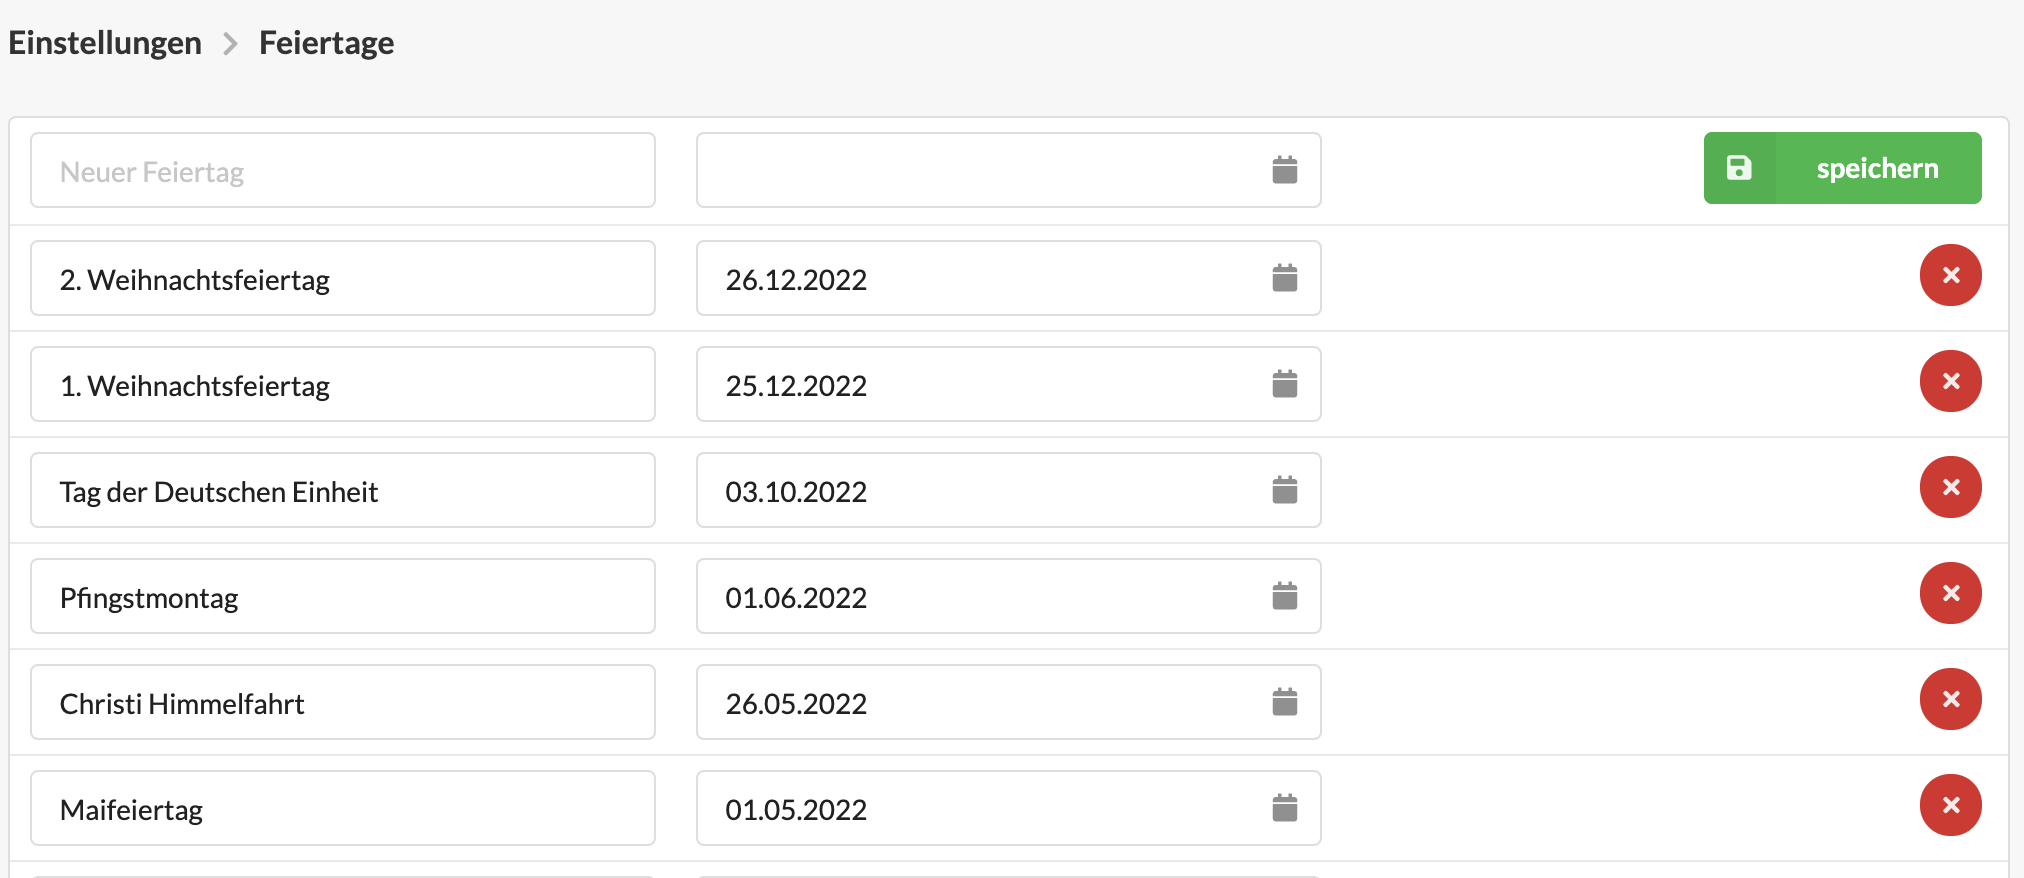 Einstellungen > Feiertage
Neuer Feiertag speichern
2. Weihnachtsfeiertag 26.12.2022
1. Weihnachtsfeiertag 25.12.2022
Tag der Deutschen Einheit 03.10.2022
Pfingstmontag 01.06.2022
Christi Himmelfahrt 26.05.2022
Maifeiertag 01.05.2022